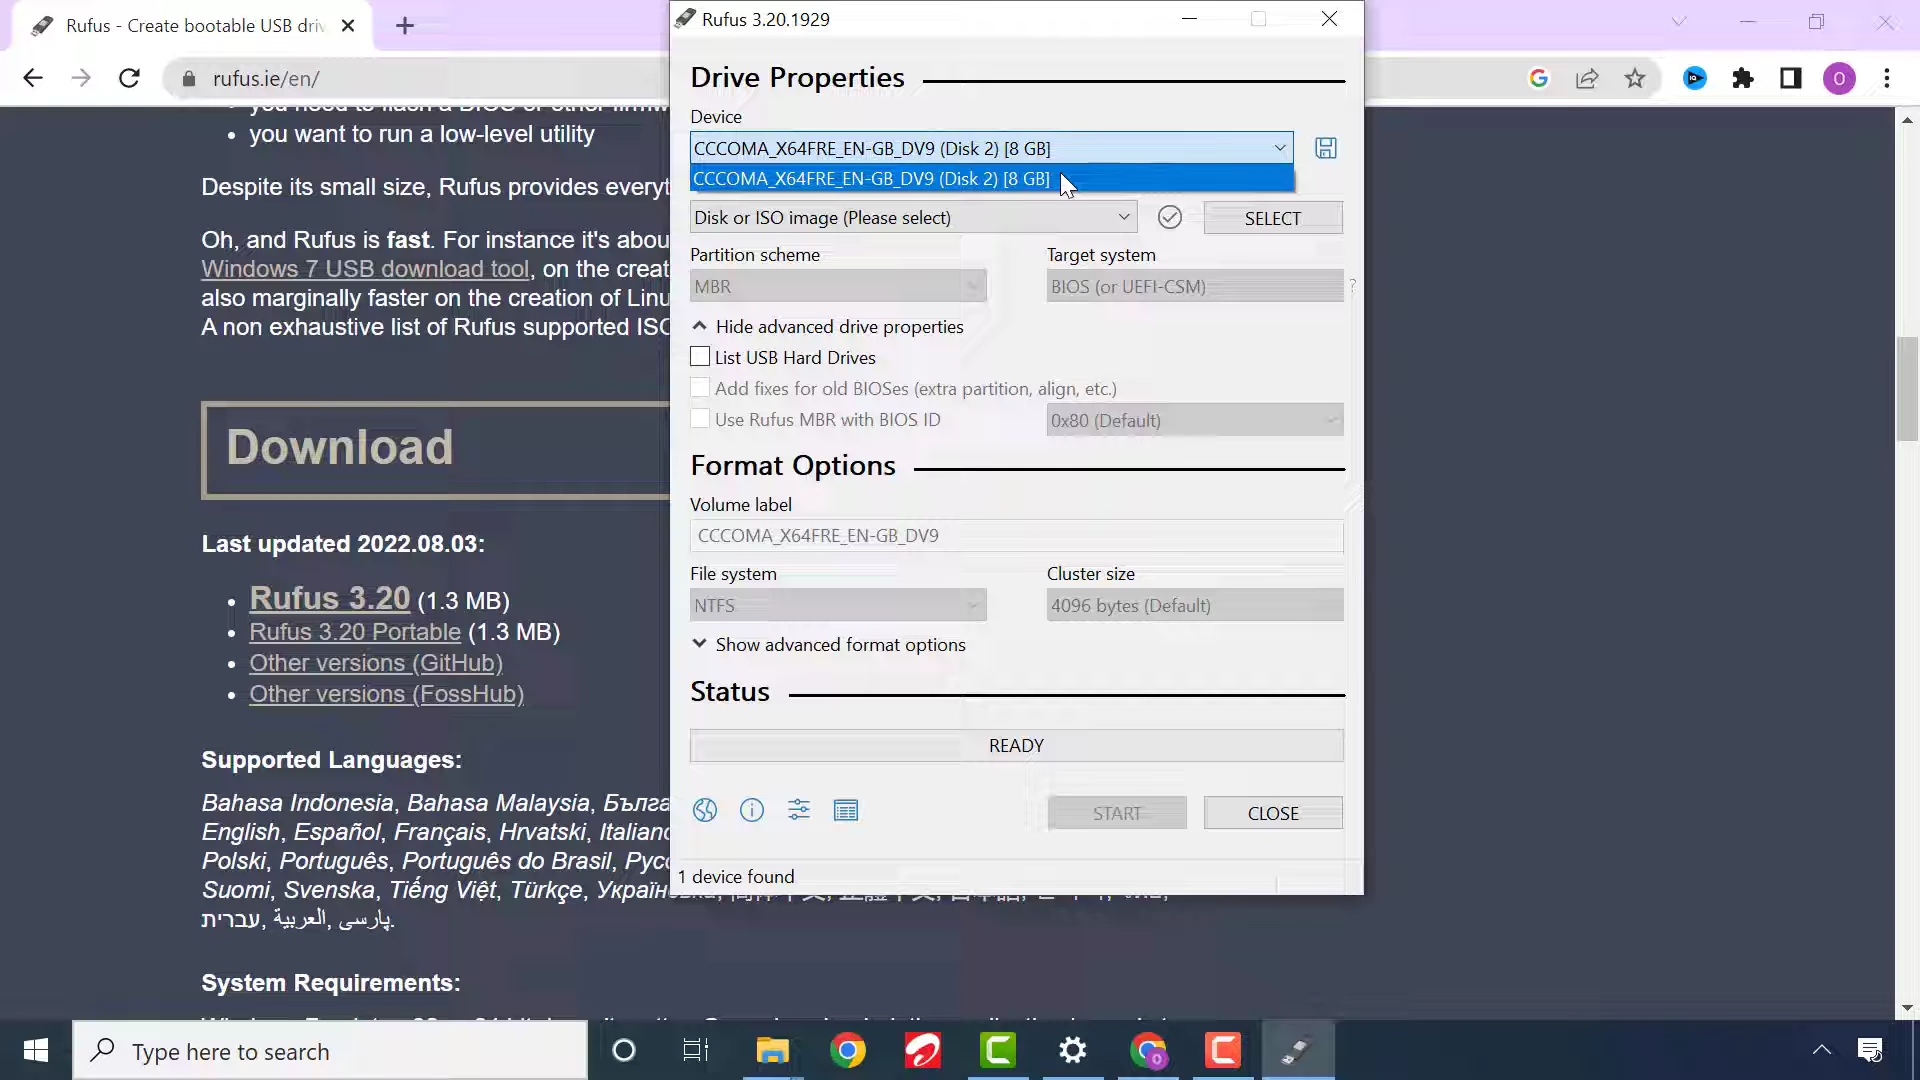 Rufus - Create bootable USB driv
rufus.ie/en/
you want to run a low-level utility
Despite its small size, Rufus provides everyt
Oh, and Rufus is fast. For instance it's abou
Windows 7 USB download tool, on the creat
also marginally faster on the creation of Linu
A non exhaustive list of Rufus supported ISO
Download
Last updated 2022.08.03:
Rufus 3.20 (1.3 MB)
Rufus 3.20 Portable (1.3 MB)
Other versions (GitHub)
Other versions (FossHub)
Supported Languages:
Bahasa Indonesia, Bahasa Malaysia, Бълга
English, Español, Français, Hrvatski, Italiano
Polski, Português, Português do Brasil, Русс
Suomi, Svenska, Tiếng Việt, Türkçe, Україн
עברית, العربية, پارسی.
System Requirements:
Rufus 3.20.1929
Drive Properties
Device
CCCOMA_X64FRE_EN-GB_DV9 (Disk 2) [8 GB]
CCCOMA_X64FRE_EN-GB_DV9 (Disk 2) [8 GB]
Disk or ISO image (Please select)
SELECT
Partition scheme
Target system
MBR
BIOS (or UEFI-CSM)
?
Hide advanced drive properties
List USB Hard Drives
Add fixes for old BIOSes (extra partition, align, etc.)
Use Rufus MBR with BIOS ID
0x80 (Default)
Format Options
Volume label
CCCOMA_X64FRE_EN-GB_DV9
File system
Cluster size
NTFS
4096 bytes (Default)
Show advanced format options
Status
READY
START
CLOSE
1 device found
O
Type here to search